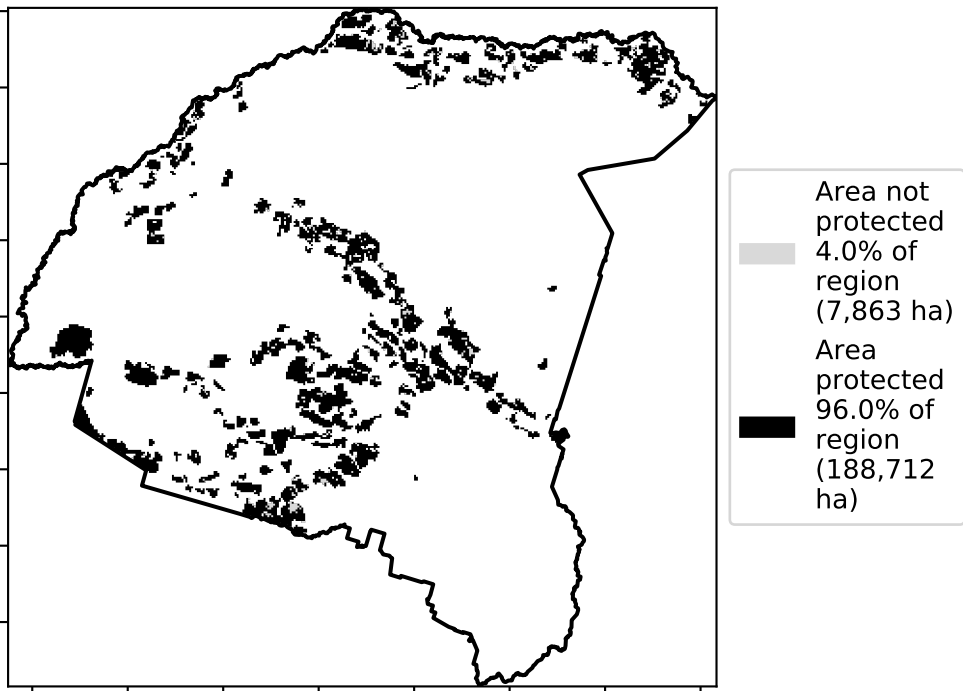 Area not
protected
4.0% of
region
(7,863 ha)
Area
protected
96.0% of
region
(188,712
ha)